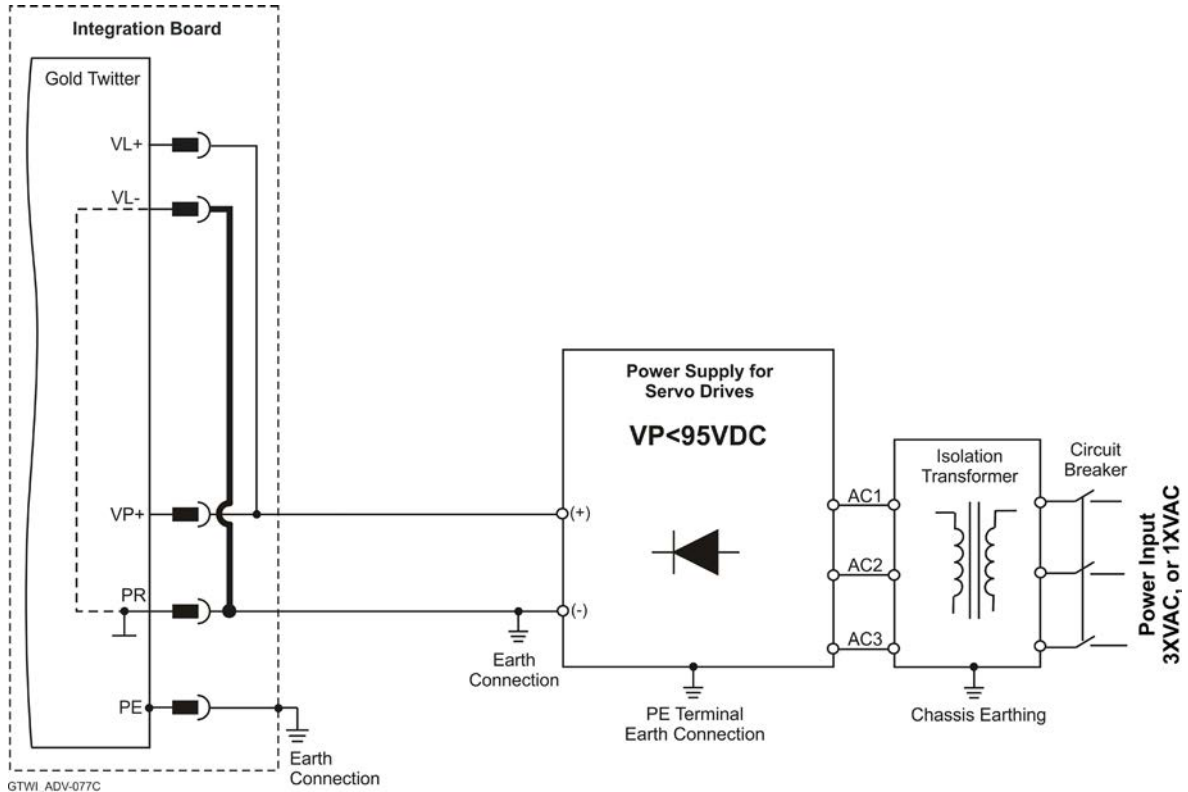 Integration Board
Gold Twitter
VL+
VL-
VP+
PR
PE
Earth
Connection
Earth
Connection
Power Supply for
Servo Drives
VP<95VDC
(+)
(-)
PE Terminal
Earth Connection
AC1
AC2
AC3
Isolation
Transformer
Chassis Earthing
Circuit
Breaker
Power Input
3XVAC, or 1XVAC
GTWI_ADV-077C